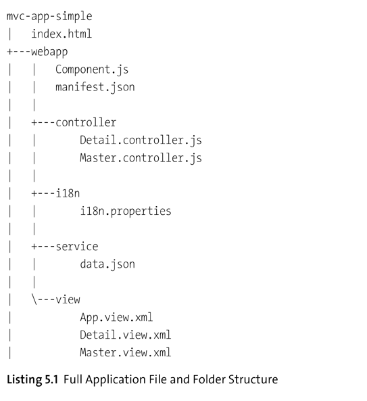 mvc-app-simple
|   index.html
+---webapp
|   |   Component.js
|   |   manifest.json
|   |
|   +---controller
|   |       Detail.controller.js
|   |       Master.controller.js
|   |
|   +---i18n
|   |       i18n.properties
|   |
|   +---service
|   |       data.json
|   |
|   \---view
|           App.view.xml
|           Detail.view.xml
|           Master.view.xml
Listing 5.1 Full Application File and Folder Structure